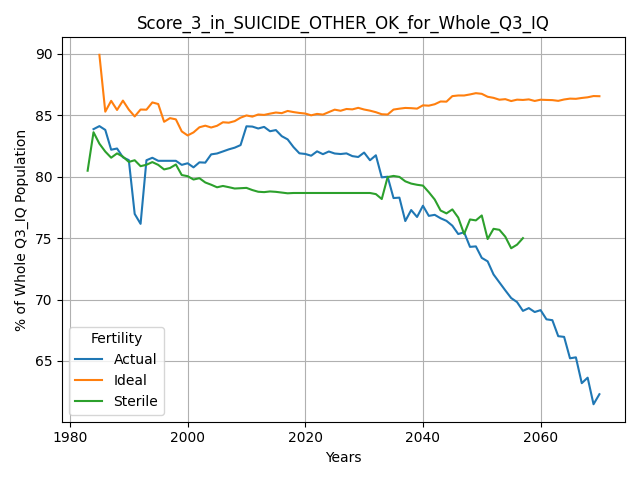 Score_3_in_SUICIDE_OTHER_OK_for_Whole_Q3_IQ
% of Whole Q3_IQ Population
90
85
80
75
70
65
Fertility
Actual
Ideal
Sterile
1980
2000
2020
2040
2060
Years